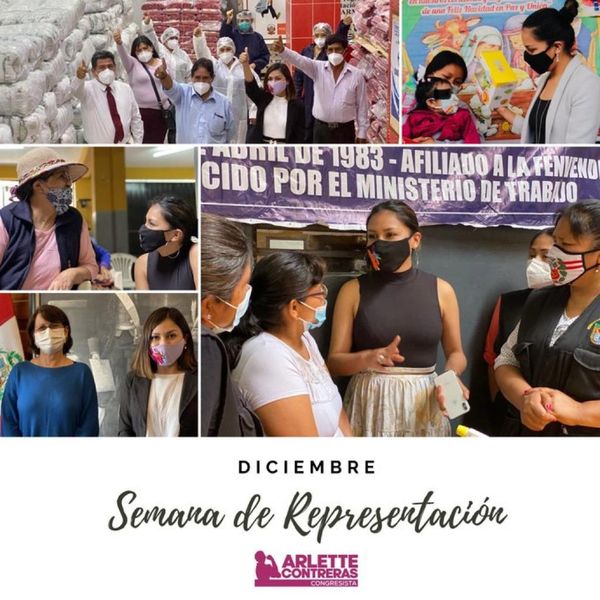 de una Feliz Navidad en Paz y Unión
ABRIL DE 1983 - AFILIADO A LA
CIDO POR EL MINISTERIO DE TRABAJO
DICIEMBRE
Semana de Representación
ARLETTE
CONTRERAS
CONGRESISTA